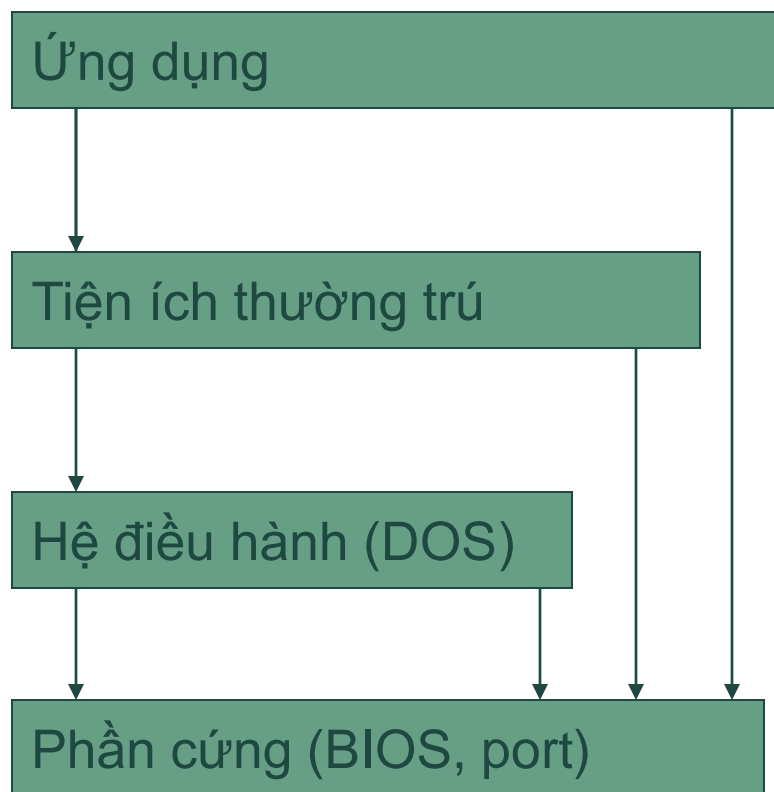 Ứng dụng
Tiện ích thường trú
Hệ điều hành (DOS)
Phần cứng (BIOS, port)